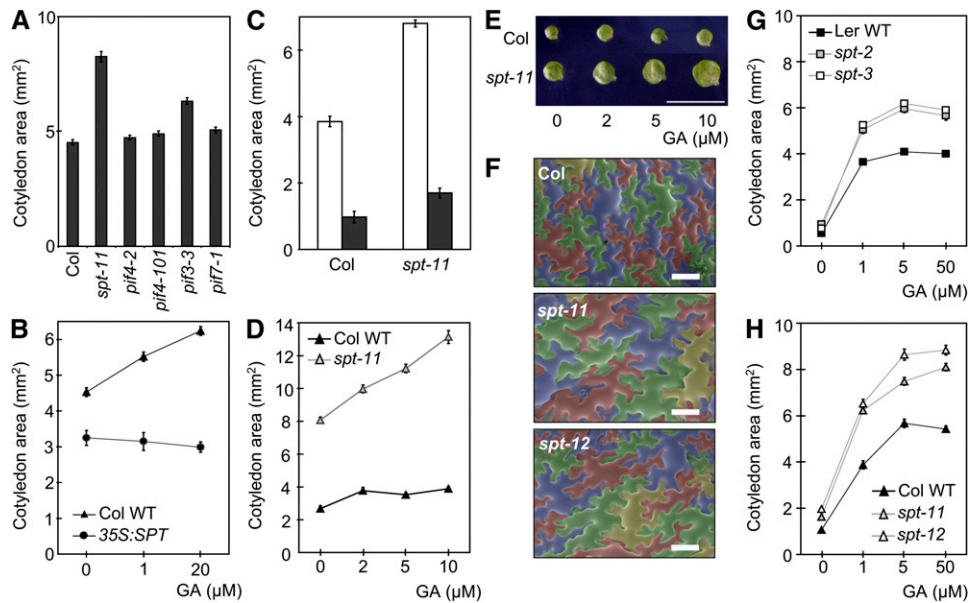 A
Cotyledon area (mm²)
10
5
0
Col
spt-11
pif4-2
pif4-101
pif3-3
pif7-1
B
Cotyledon area (mm²)
6
5
4
3
2
1
0
Col WT
35S:SPT
0 1 20
GA (µM)
C
Cotyledon area (mm²)
6
4
2
0
Col spt-11
D
Cotyledon area (mm²)
14
12
10
8
6
4
2
0
Col WT
spt-11
0 2 5 10
GA (µM)
E
Col
spt-11
0 2 5 10
GA (µM)
F
Col
spt-11
spt-12
G
Cotyledon area (mm²)
10
8
6
4
2
0
Ler WT
spt-2
spt-3
0 1 5 50
GA (µM)
H
Cotyledon area (mm²)
10
8
6
4
2
0
Col WT
spt-11
spt-12
0 1 5 50
GA (µM)